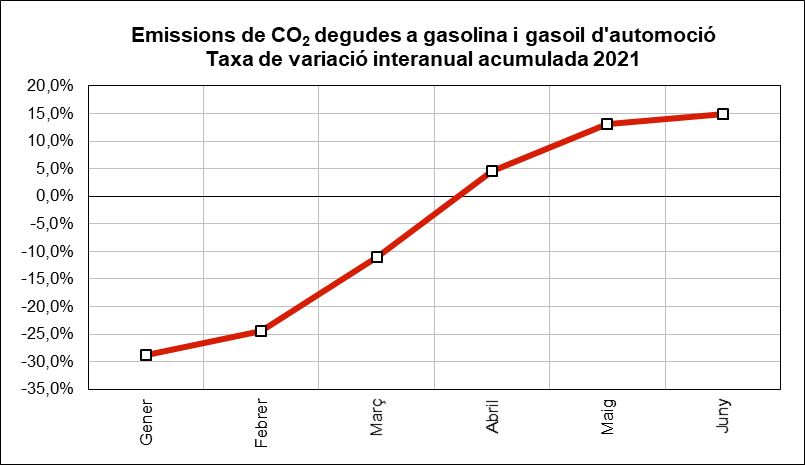 Emissions de CO₂ degudes a gasolina i gasoil d'automoció
Taxa de variació interanual acumulada 2021
20,0%
15,0%
10,0%
5,0%
0,0%
-5,0%
-10,0%
-15,0%
-20,0%
-25,0%
-30,0%
-35,0%
Gener
Febrer
Març
Abril
Maig
Juny